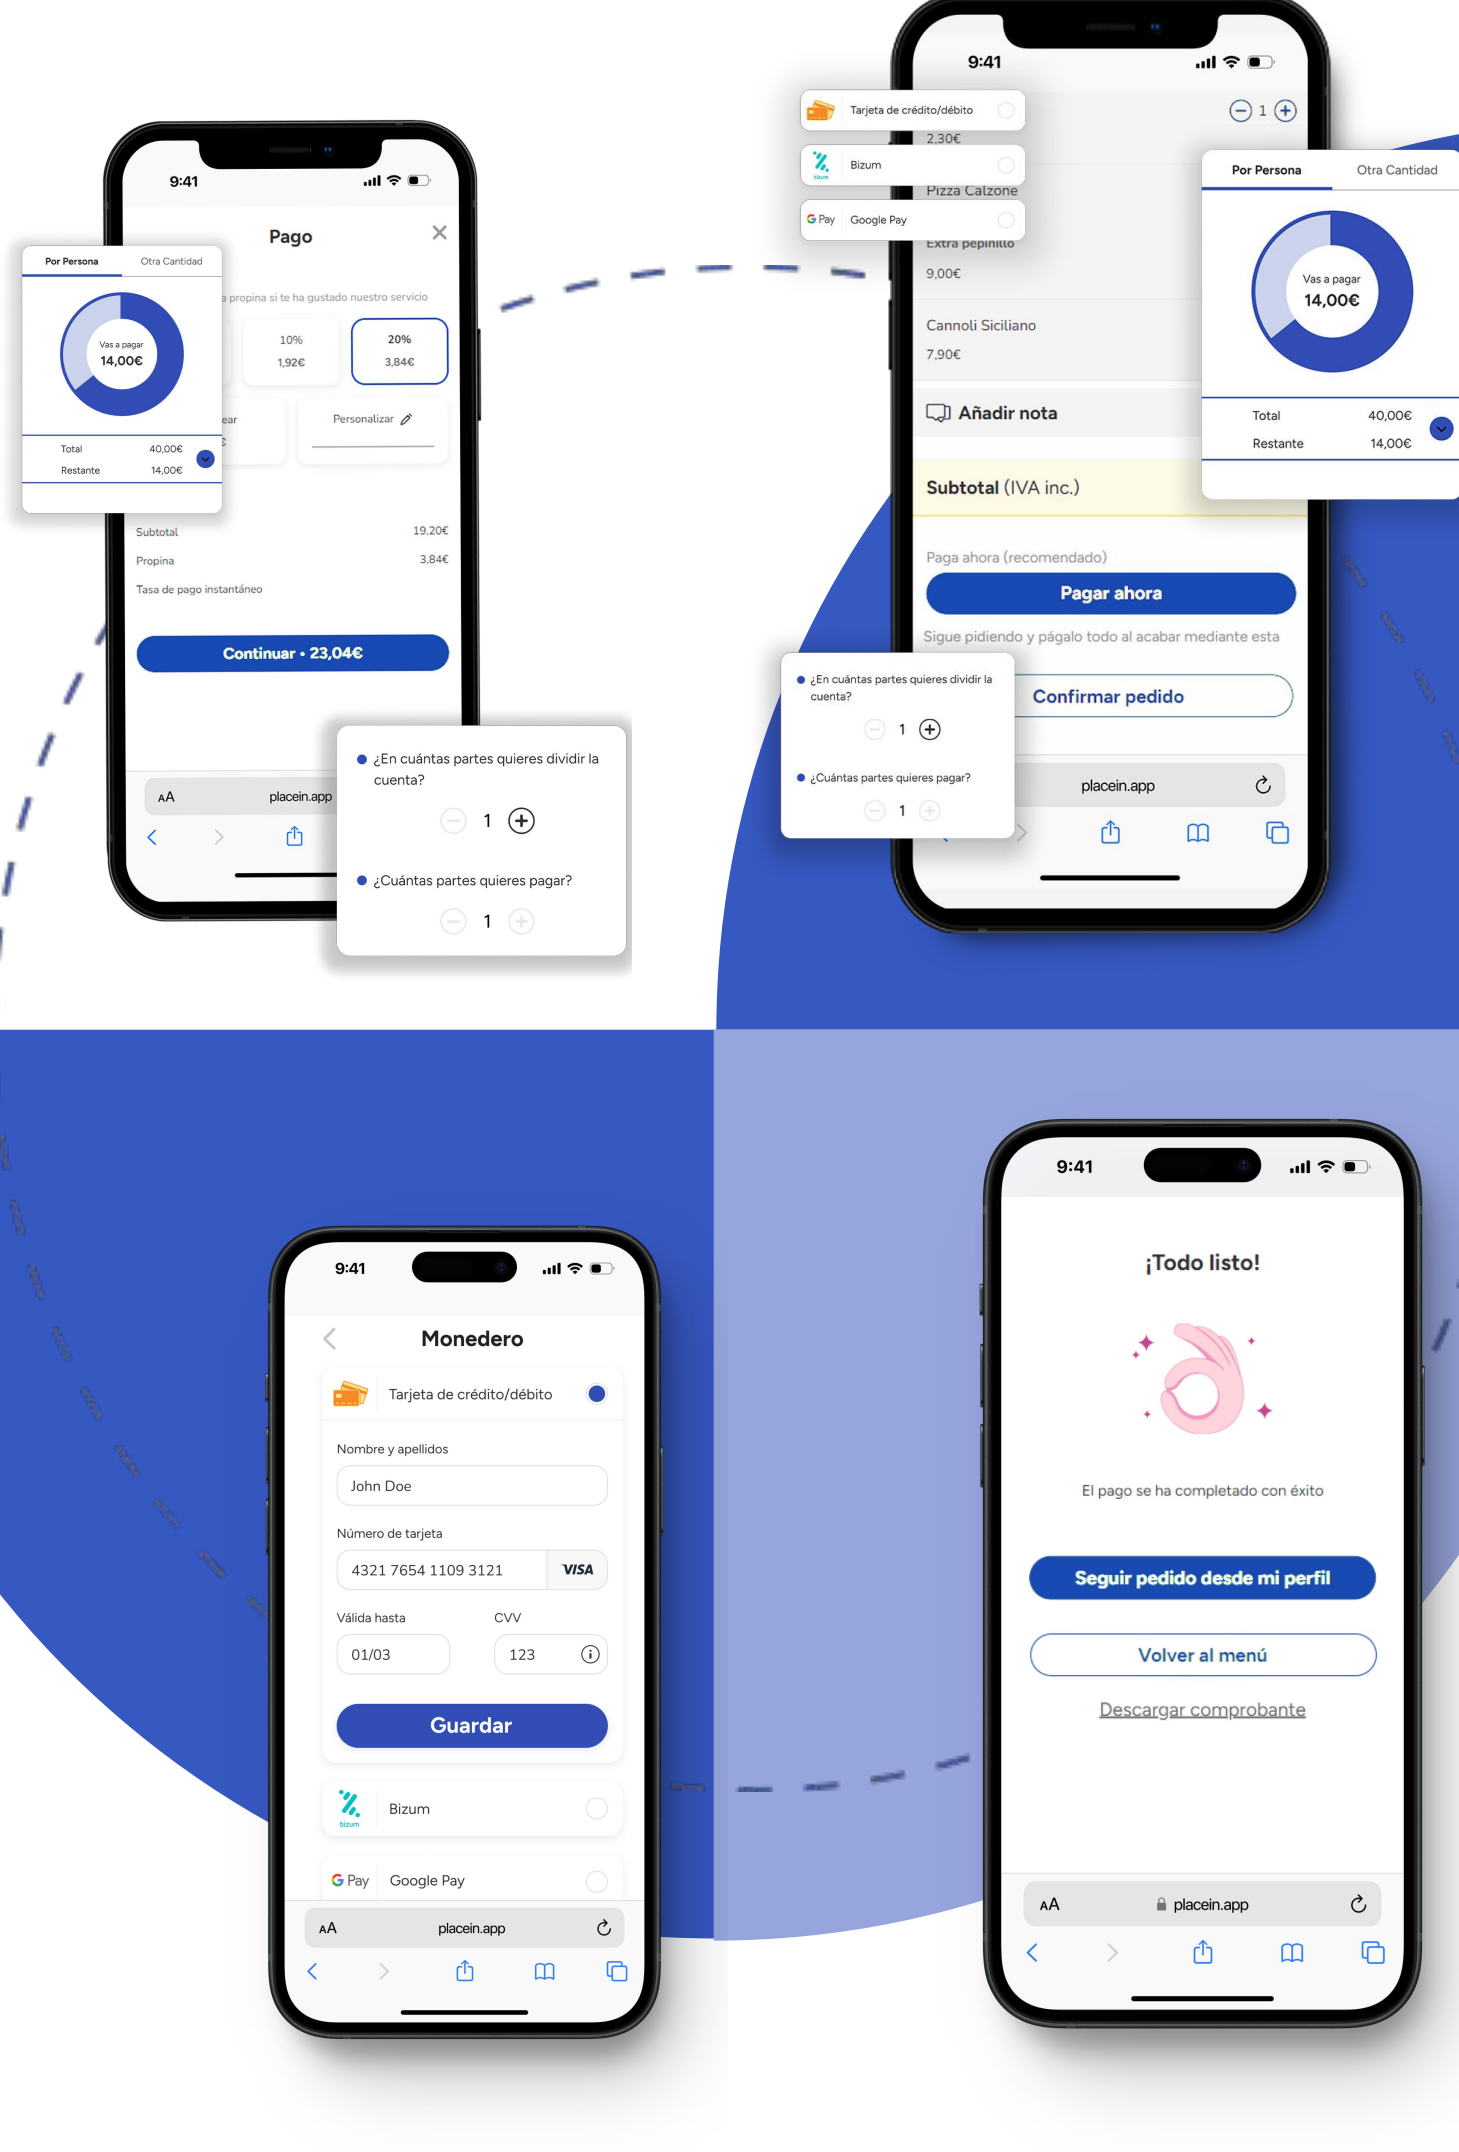 9:41
Pago
Por Persona
Otra Cantidad
propina si te ha gustado nuestro servicio
Vas a pagar
14,00€
10%
1,92€
20%
3,84€
Personalizar
Total
40,00€
Restante
14,00€
Subtotal
19,20€
Propina
3,84€
Tasa de pago instantáneo
Continuar • 23,04€
AA
placein.app
¿En cuántas partes quieres dividir la
cuenta?
1
¿Cuántas partes quieres pagar?
1
9:41
Tarjeta de crédito/débito
1
2,30€
Bizum
bizum
Pizza Calzone
G Pay
Google Pay
Extra pepinillo
9,00€
Cannoli Siciliano
7,90€
Por Persona
Otra Cantidad
Vas a pagar
14,00€
Total
40,00€
Restante
14,00€
Añadir nota
Subtotal (IVA inc.)
Paga ahora (recomendado)
Pagar ahora
Sigue pidiendo y págalo todo al acabar mediante esta
Confirmar pedido
¿En cuántas partes quieres dividir la
cuenta?
1
¿Cuántas partes quieres pagar?
1
placein.app
9:41
Monedero
Tarjeta de crédito/débito
Nombre y apellidos
John Doe
Número de tarjeta
4321 7654 1109 3121
VISA
Válida hasta
CVV
01/03
123
Guardar
bizum
Bizum
G Pay
Google Pay
AA
placein.app
9:41
¡Todo listo!
El pago se ha completado con éxito
Seguir pedido desde mi perfil
Volver al menú
Descargar comprobante
AA
placein.app